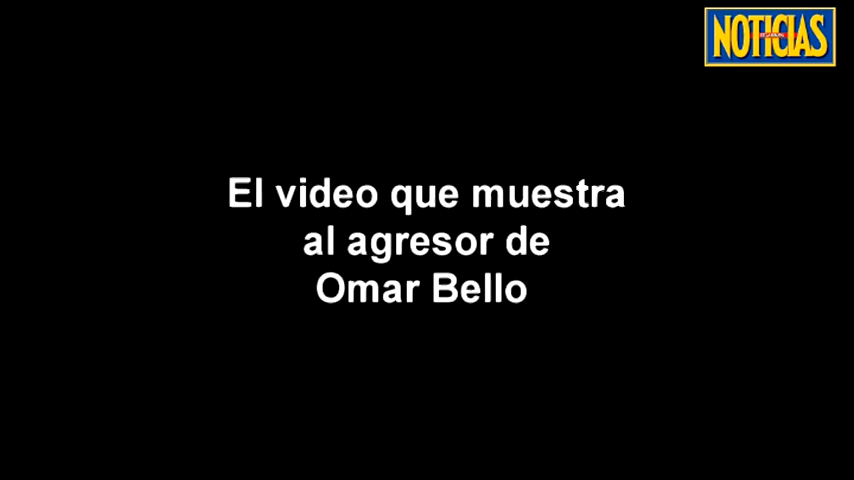 NOTICIAS
El video que muestra
al agresor de
Omar Bello